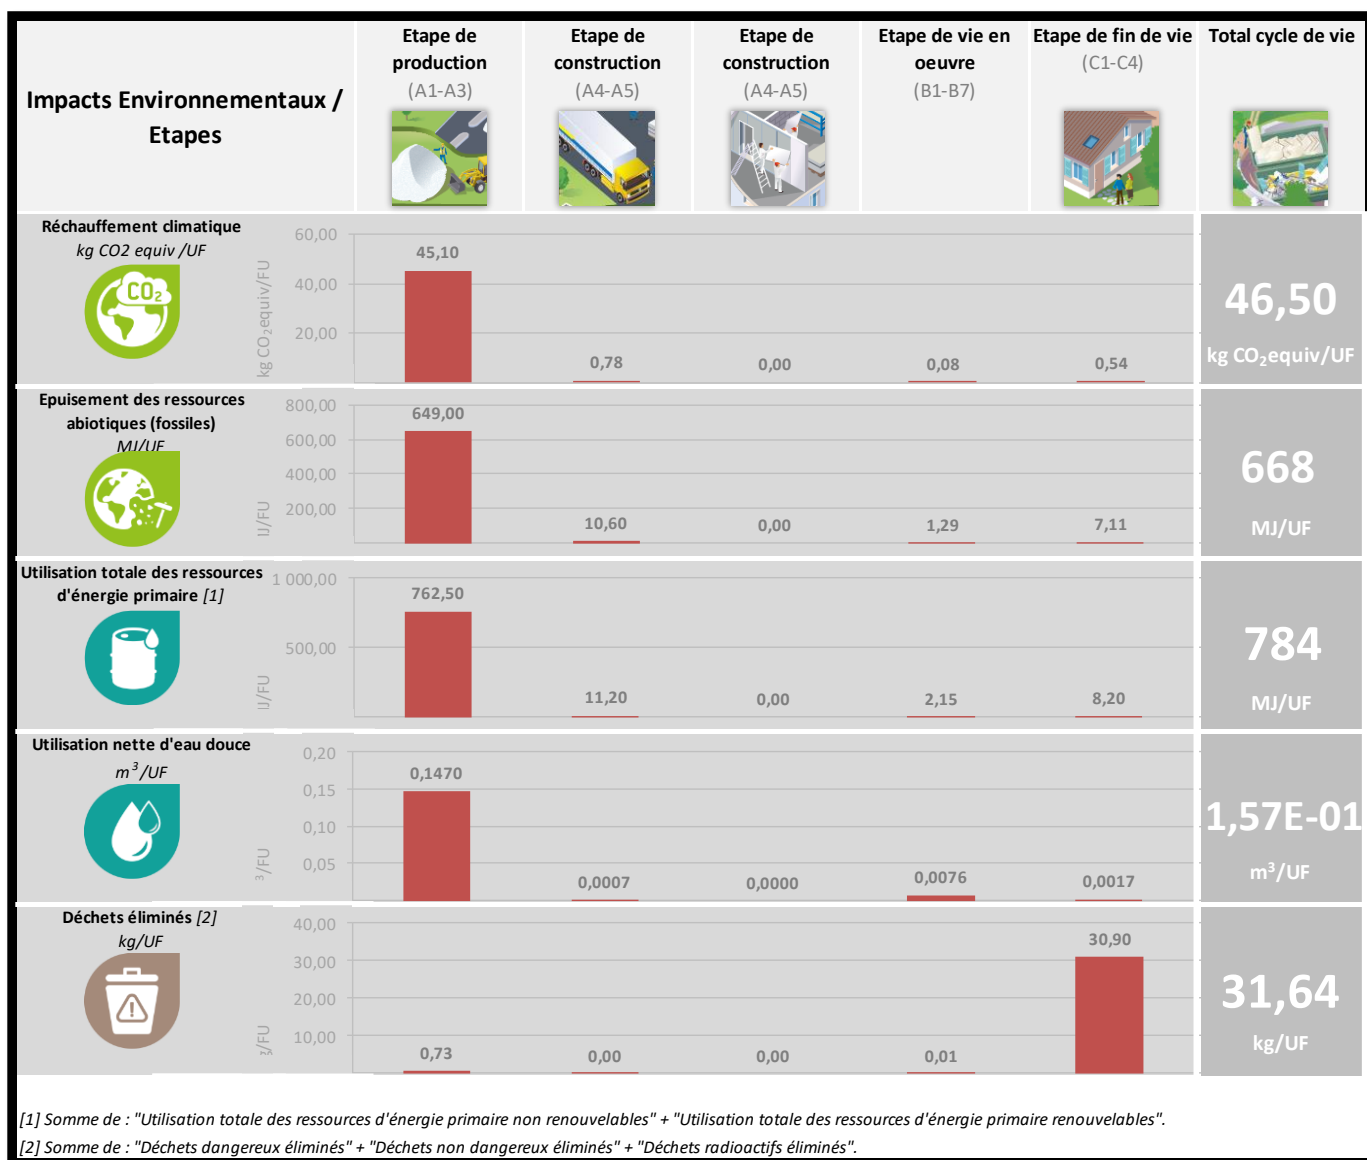 Impacts Environnementaux /
Etapes
Etape de
production
(A1-A3)
Etape de
construction
(A4-A5)
Etape de
construction
(A4-A5)
Etape de vie en
oeuvre
(B1-B7)
Etape de fin de vie
(C1-C4)
Total cycle de vie
Réchauffement climatique
kg CO2 equiv /UF
CO₂
kg CO₂equiv/FU
60,00
40,00
20,00
45,10
0,78
0,00
0,08
0,54
46,50
kg CO₂equiv/UF
Epuisement des ressources
abiotiques (fossiles)
MJ/UF
IJ/FU
800,00
600,00
400,00
200,00
649,00
10,60
0,00
1,29
7,11
668
MJ/UF
Utilisation totale des ressources
d'énergie primaire [1]
IJ/FU
1 000,00
500,00
762,50
11,20
0,00
2,15
8,20
784
MJ/UF
Utilisation nette d'eau douce
m³/UF
³/FU
0,20
0,15
0,10
0,05
0,1470
0,0007
0,0000
0,0076
0,0017
1,57E-01
m³/UF
Déchets éliminés [2]
kg/UF
/FU
40,00
30,00
20,00
10,00
0,73
0,00
0,00
0,01
30,90
31,64
kg/UF
[1] Somme de : "Utilisation totale des ressources d'énergie primaire non renouvelables" + "Utilisation totale des ressources d'énergie primaire renouvelables".
[2] Somme de : "Déchets dangereux éliminés" + "Déchets non dangereux éliminés" + "Déchets radioactifs éliminés".